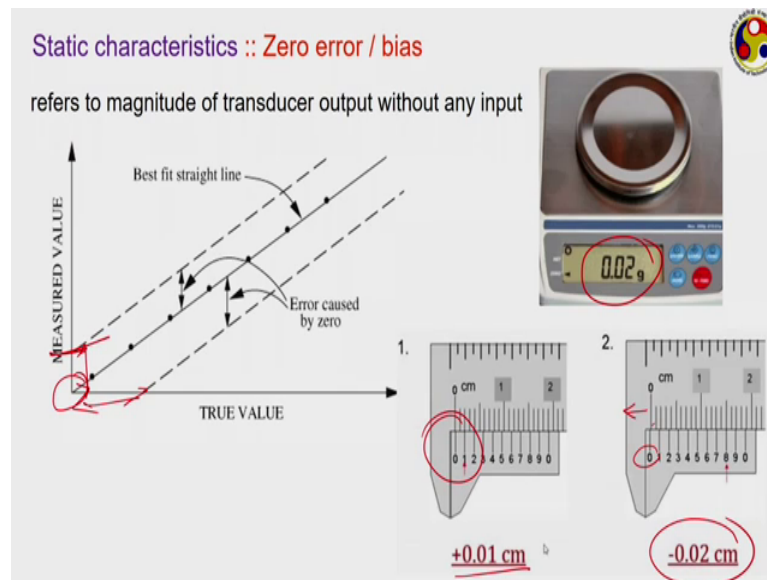 Static characteristics :: Zero error / bias
refers to magnitude of transducer output without any input
Best fit straight line
Error caused
by zero
MEASURED VALUE
TRUE VALUE
0.02 g
1.
0 cm 1 2
0 1 2 3 4 5 6 7 8 9 0
+0.01 cm
2.
0 cm 1 2
0 1 2 3 4 5 6 7 8 9 0
-0.02 cm